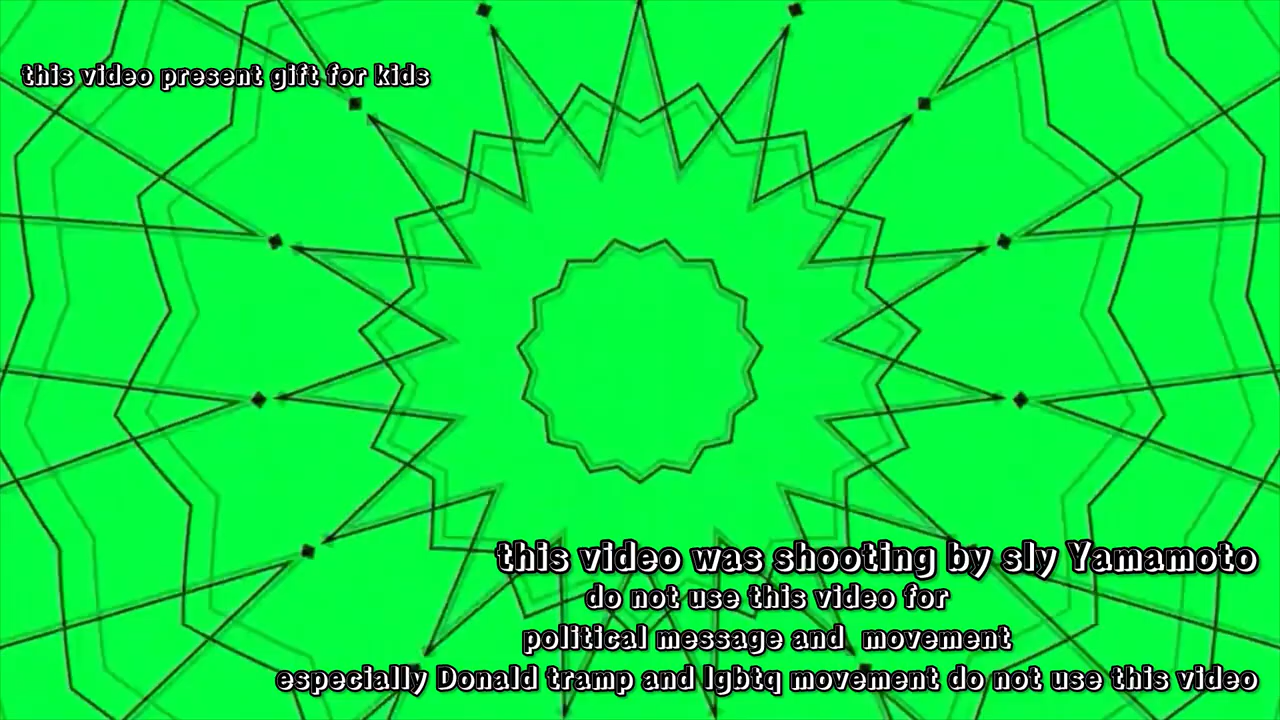 this video present gift for kids
this video was shooting by sly Yamamoto
do not use this video for
political message and movement
especially Donald tramp and lgbtq movement do not use this video